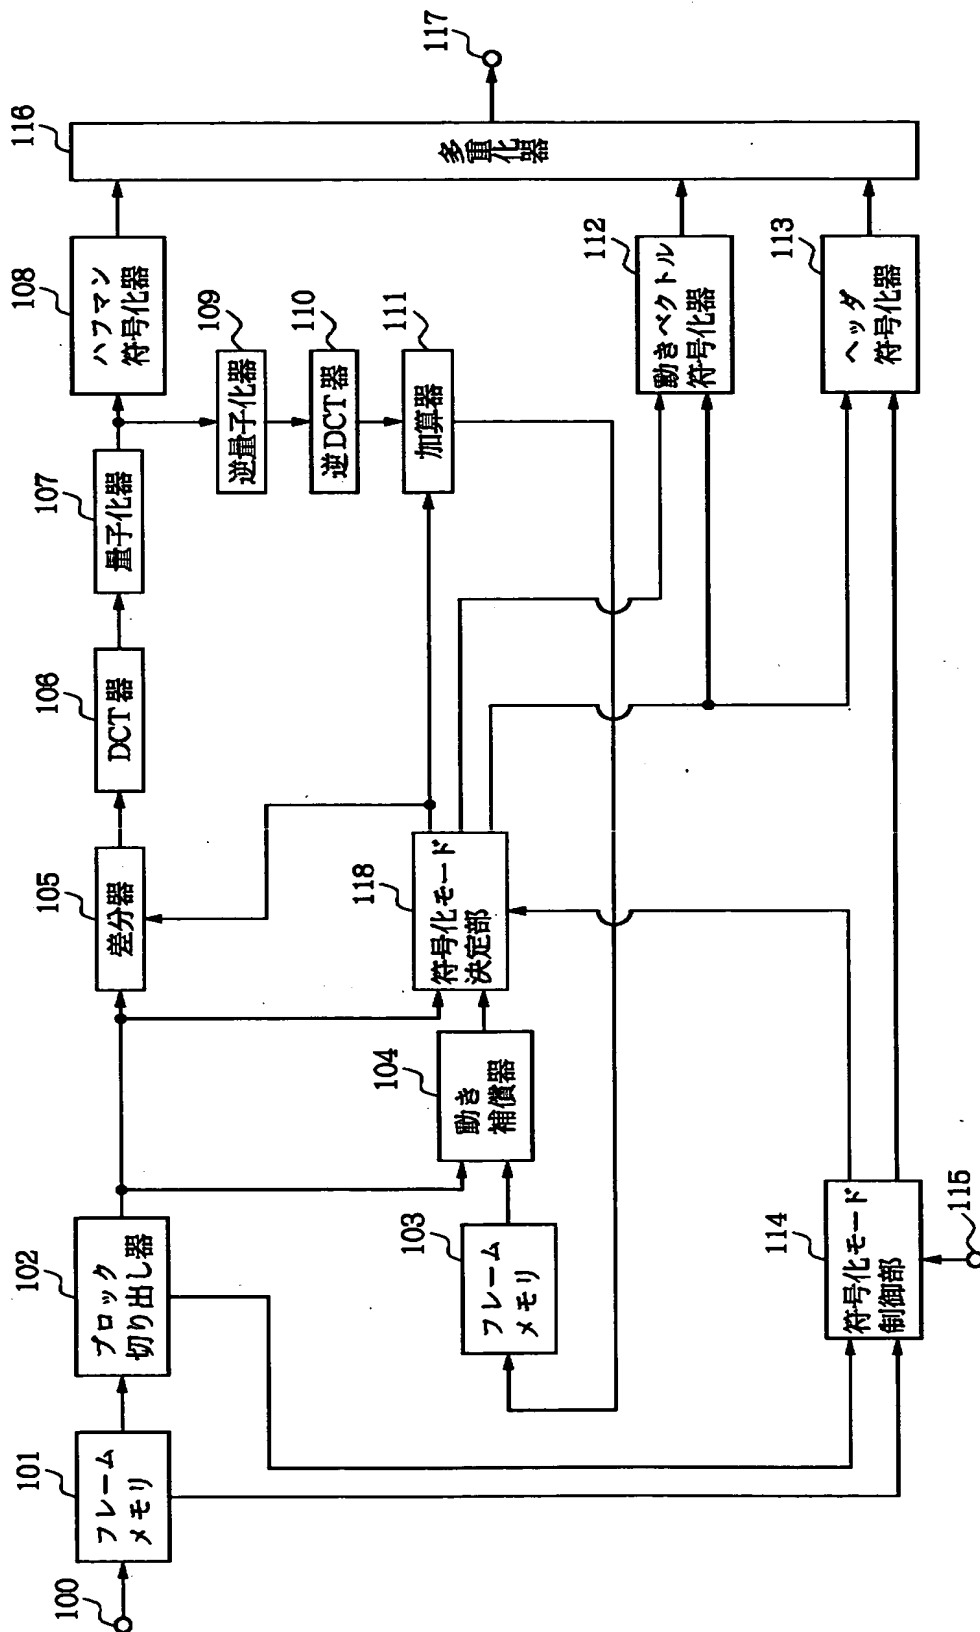 100
101
フレーム
メモリ
102
ブロック
切り出し器
105
差分器
106
DCT器
107
量子化器
108
ハフマン
符号化器
116
多重化器
117
109
逆量子化器
110
逆DCT器
111
加算器
103
フレーム
メモリ
104
動き
補償器
118
符号化モード
決定部
112
動きベクトル
符号化器
113
ヘッダ
符号化器
114
符号化モード
制御部
115